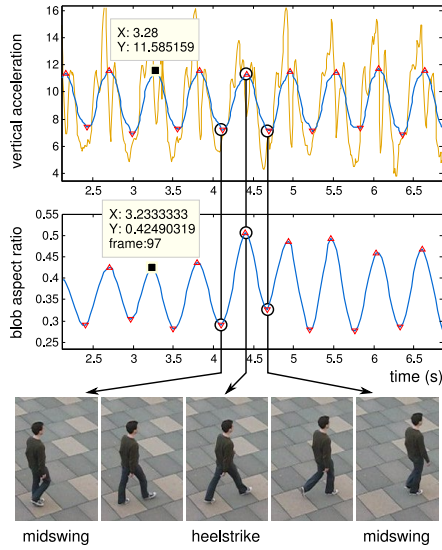 16
14
12
10
8
6
4
vertical acceleration
X: 3.28
Y: 11.585159
2.5 3 3.5 4 4.5 5 5.5 6 6.5
0.55
0.5
0.45
0.4
0.35
0.3
0.25
blob aspect ratio
X: 3.2333333
Y: 0.42490319
frame:97
2.5 3 3.5 4 4.5 5 5.5 6 6.5
time (s)
midswing heelstrike midswing